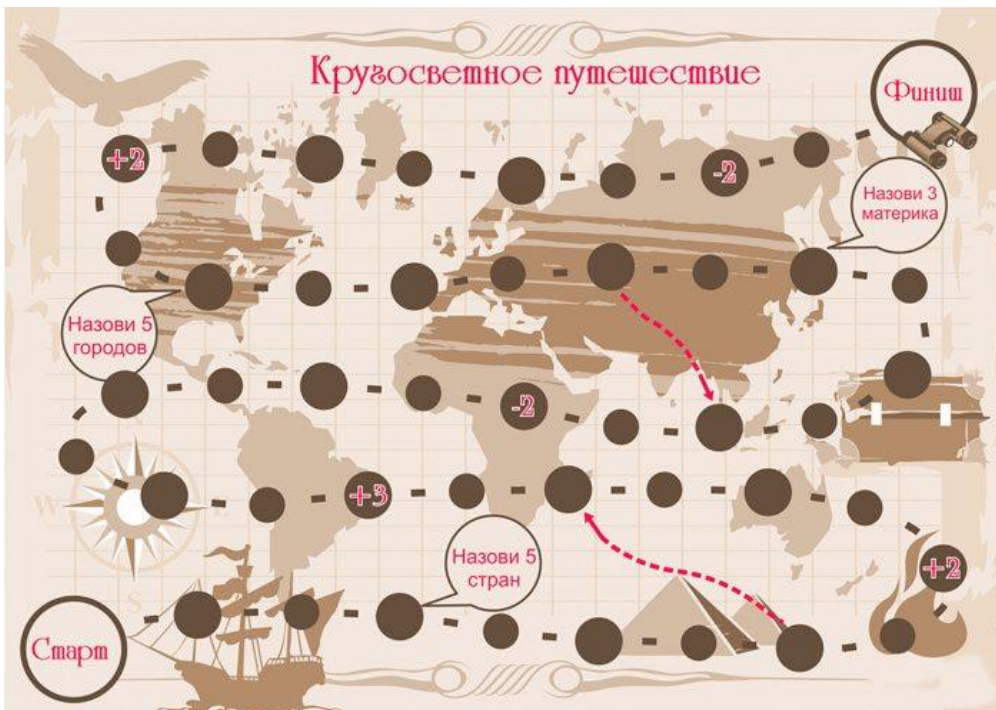 Кругосветное путешествие
Финиш
+2
-2
Назови 3
материка
Назови 5
городов
-2
+3
Назови 5
стран
+2
W
E
S
Старт